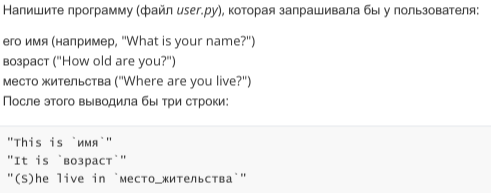 Напишите программу (файл user.py), которая запрашивала бы у пользователя:
его имя (например, "What is your name?")
возраст ("How old are you?")
место жительства ("Where are you live?")
После этого выводила бы три строки:
"This is `имя`"
"It is `возраст`"
"(S)he live in `место_жительства`"